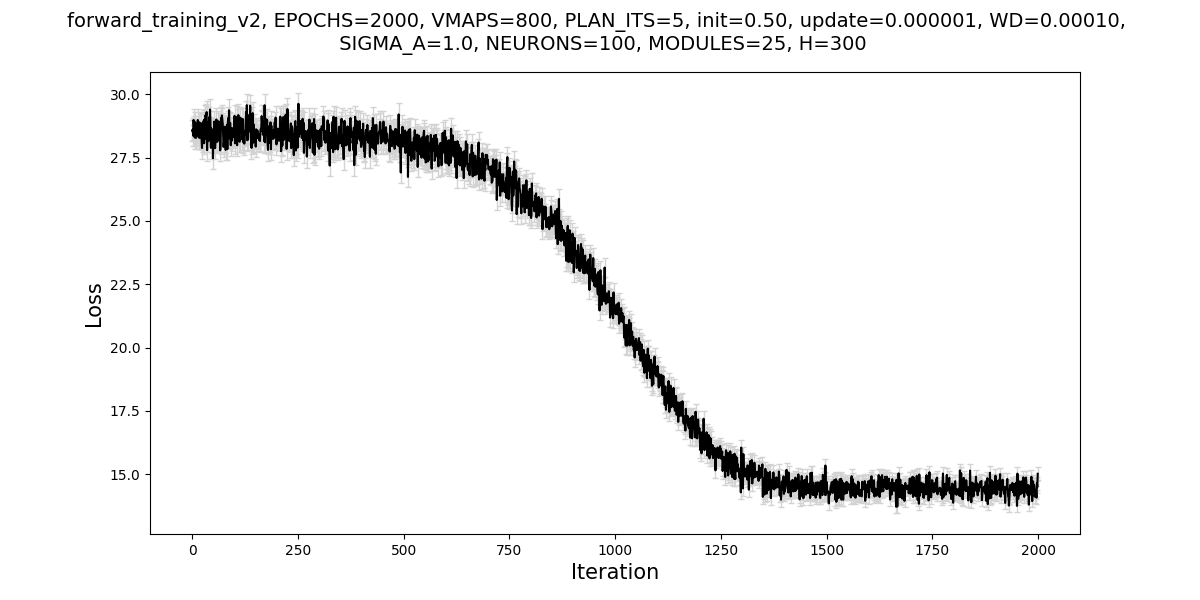 forward_training_v2, EPOCHS=2000, VMAPS=800, PLAN_ITS=5, init=0.50, update=0.000001, WD=0.00010,
SIGMA_A=1.0, NEURONS=100, MODULES=25, H=300
30.0
27.5
25.0
22.5
20.0
17.5
15.0
Loss
0 250 500 750 1000 1250 1500 1750 2000
Iteration